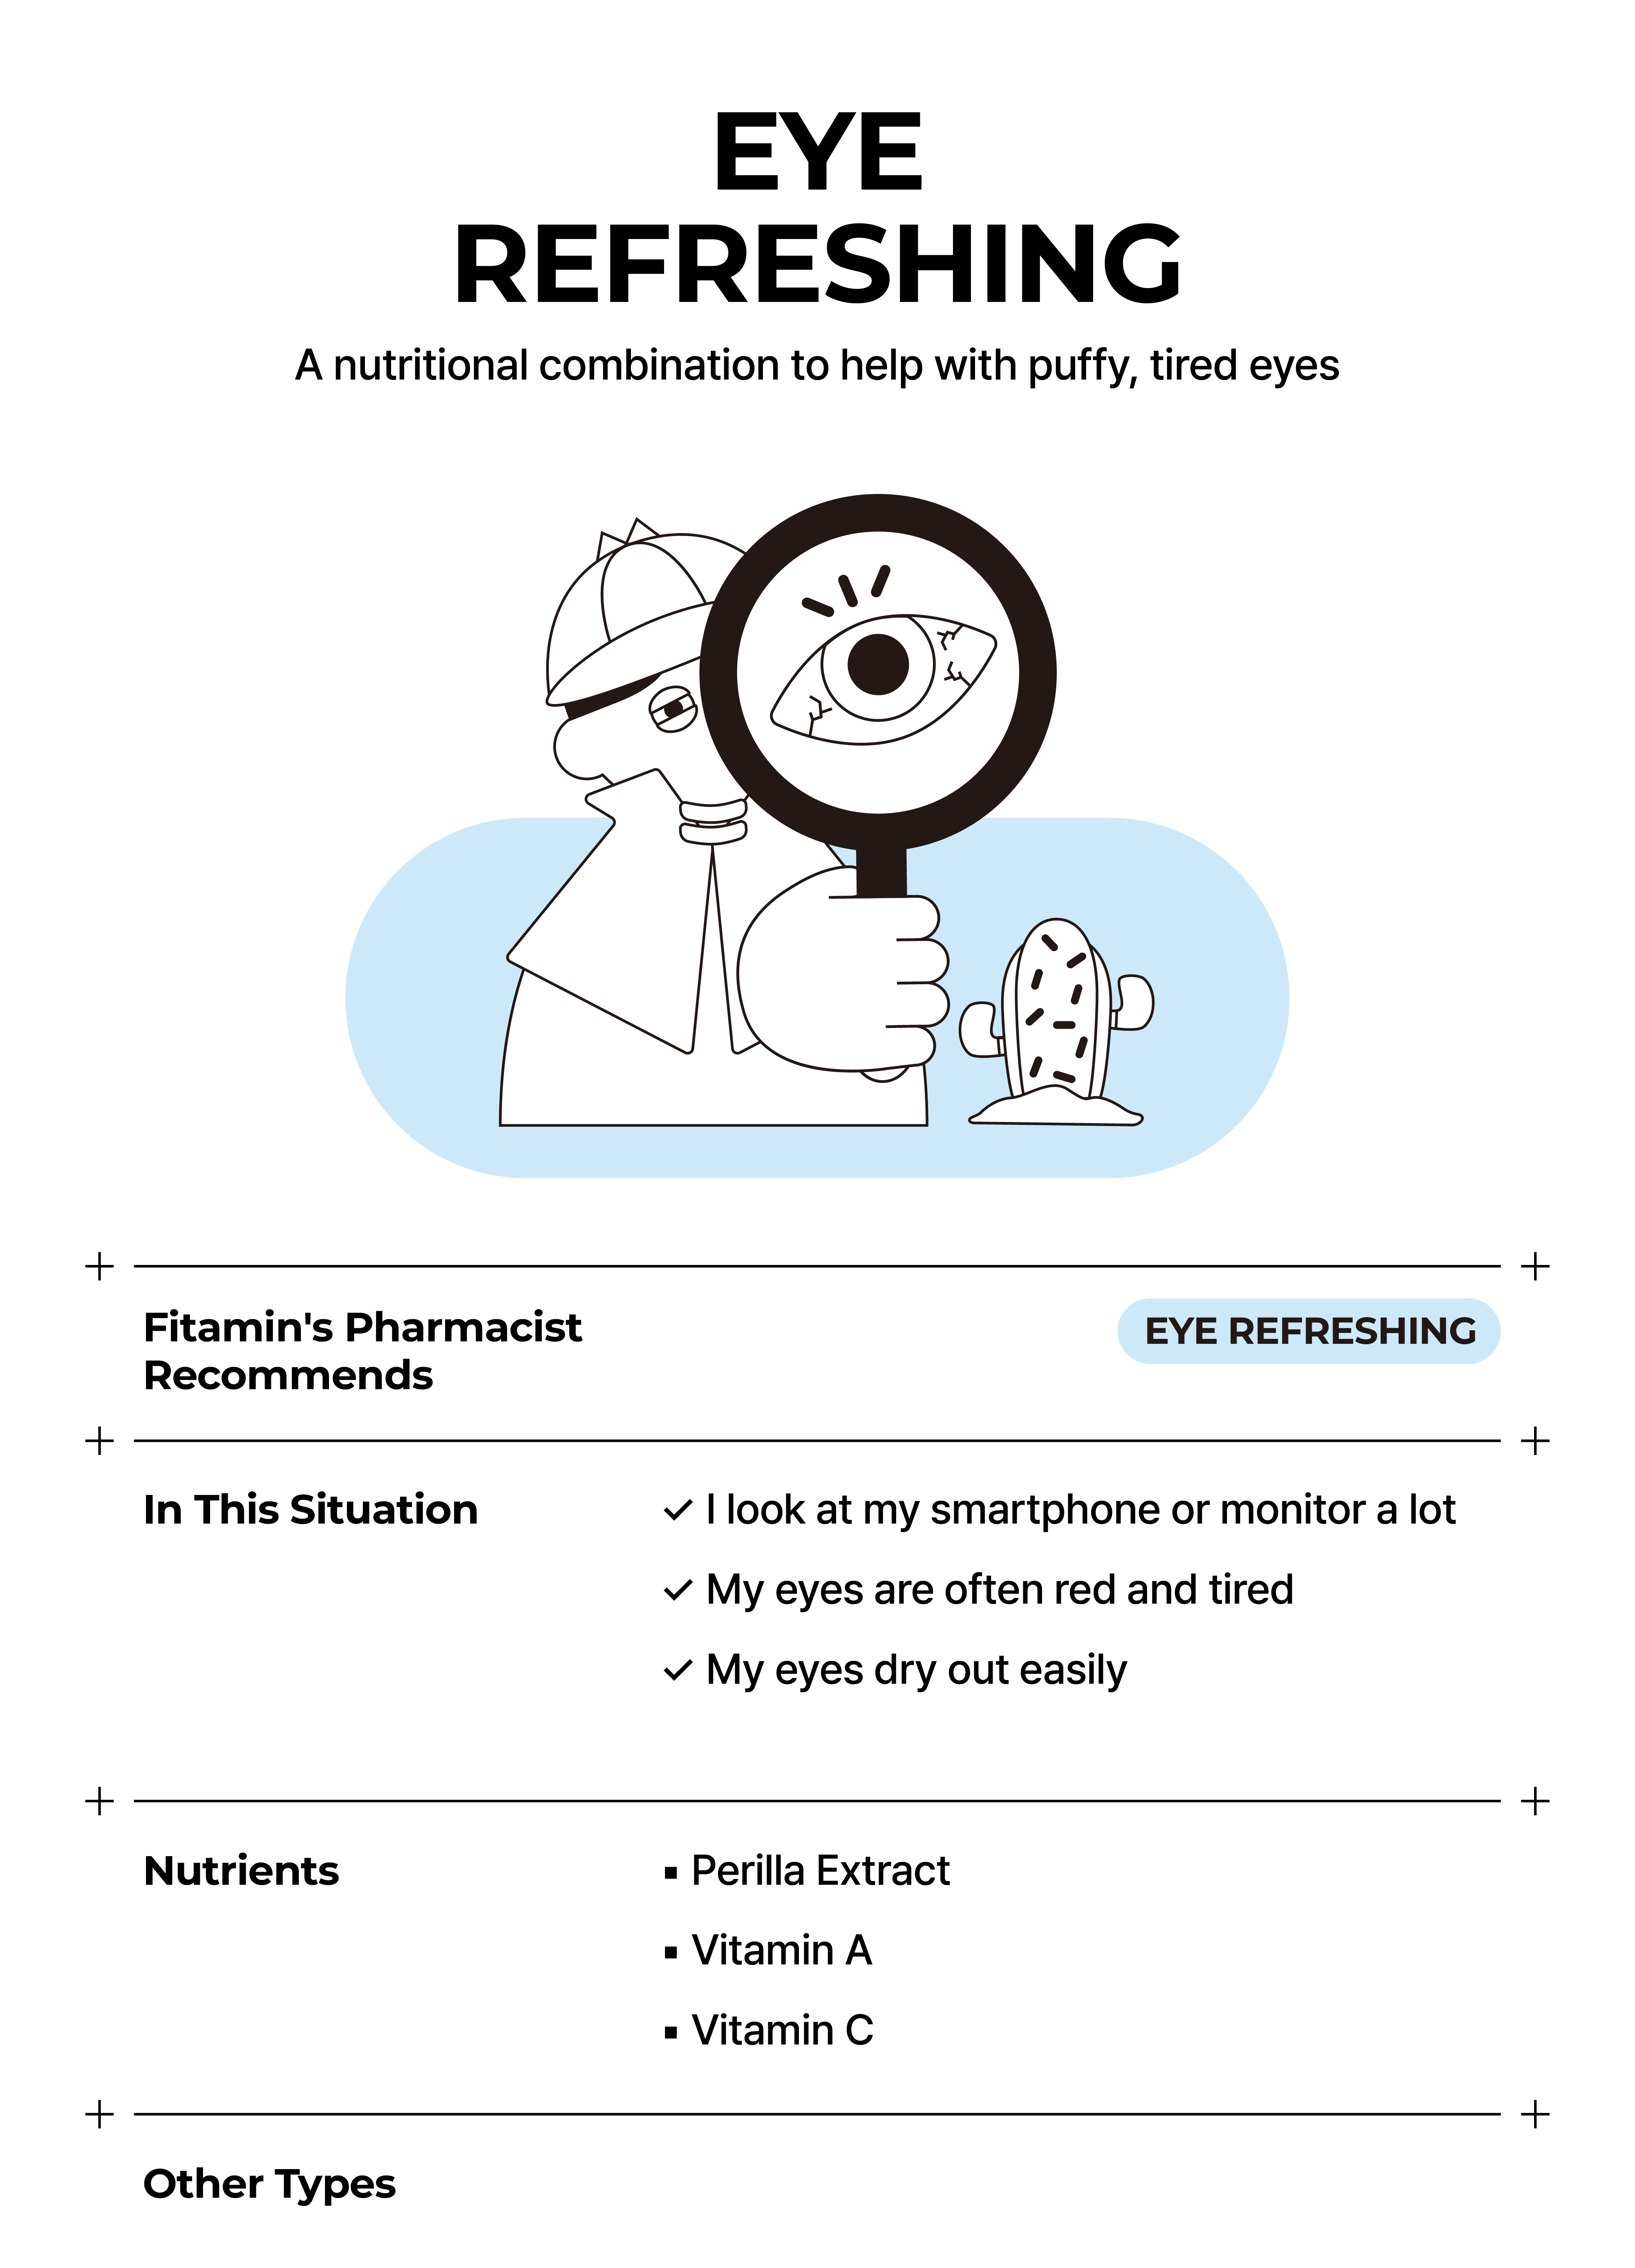 EYE
REFRESHING
A nutritional combination to help with puffy, tired eyes
Fitamin's Pharmacist
Recommends
EYE REFRESHING
In This Situation
✓ I look at my smartphone or monitor a lot
✓ My eyes are often red and tired
✓ My eyes dry out easily
Nutrients
▪ Perilla Extract
▪ Vitamin A
▪ Vitamin C
Other Types